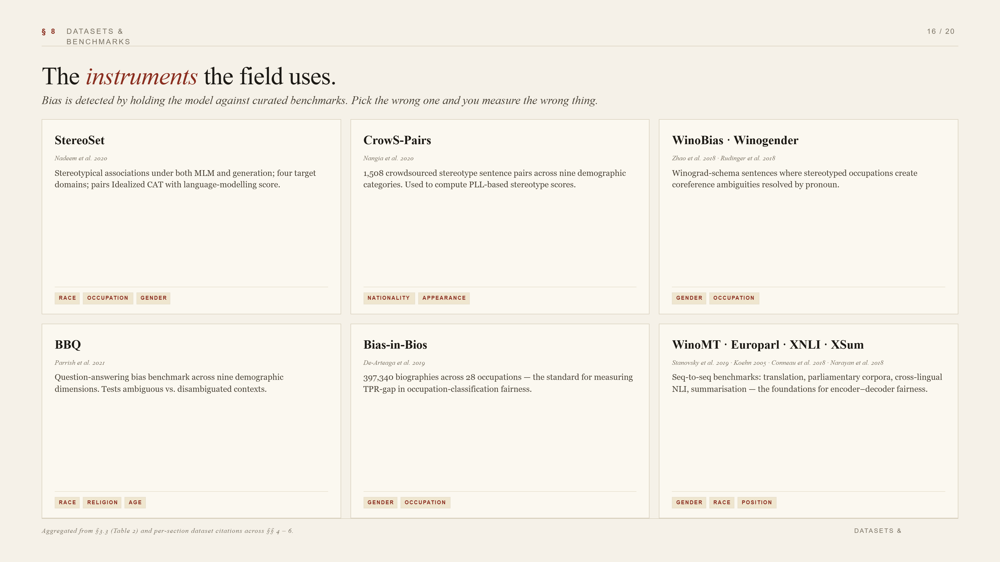 § 8 DATASETS &
BENCHMARKS
16 / 20
The instruments the field uses.
Bias is detected by holding the model against curated benchmarks. Pick the wrong one and you measure the wrong thing.
StereoSet
Nadeem et al. 2020
Stereotypical associations under both MLM and generation; four target
domains; pairs Idealized CAT with language-modelling score.
RACE OCCUPATION GENDER
CrowS-Pairs
Nangia et al. 2020
1,508 crowdsourced stereotype sentence pairs across nine demographic
categories. Used to compute PLL-based stereotype scores.
NATIONALITY APPEARANCE
WinoBias · Winogender
Zhao et al. 2018 · Rudinger et al. 2018
Winograd-schema sentences where stereotyped occupations create
coreference ambiguities resolved by pronoun.
GENDER OCCUPATION
BBQ
Parrish et al. 2021
Question-answering bias benchmark across nine demographic
dimensions. Tests ambiguous vs. disambiguated contexts.
RACE RELIGION AGE
Bias-in-Bios
De-Arteaga et al. 2019
397,340 biographies across 28 occupations — the standard for measuring
TPR-gap in occupation-classification fairness.
GENDER OCCUPATION
WinoMT · Europarl · XNLI · XSum
Stanovsky et al. 2019 · Koehn 2005 · Conneau et al. 2018 · Narayan et al. 2018
Seq-to-seq benchmarks: translation, parliamentary corpora, cross-lingual
NLI, summarisation — the foundations for encoder–decoder fairness.
GENDER RACE POSITION
Aggregated from §3.3 (Table 2) and per-section dataset citations across §§ 4 – 6.
DATASETS &